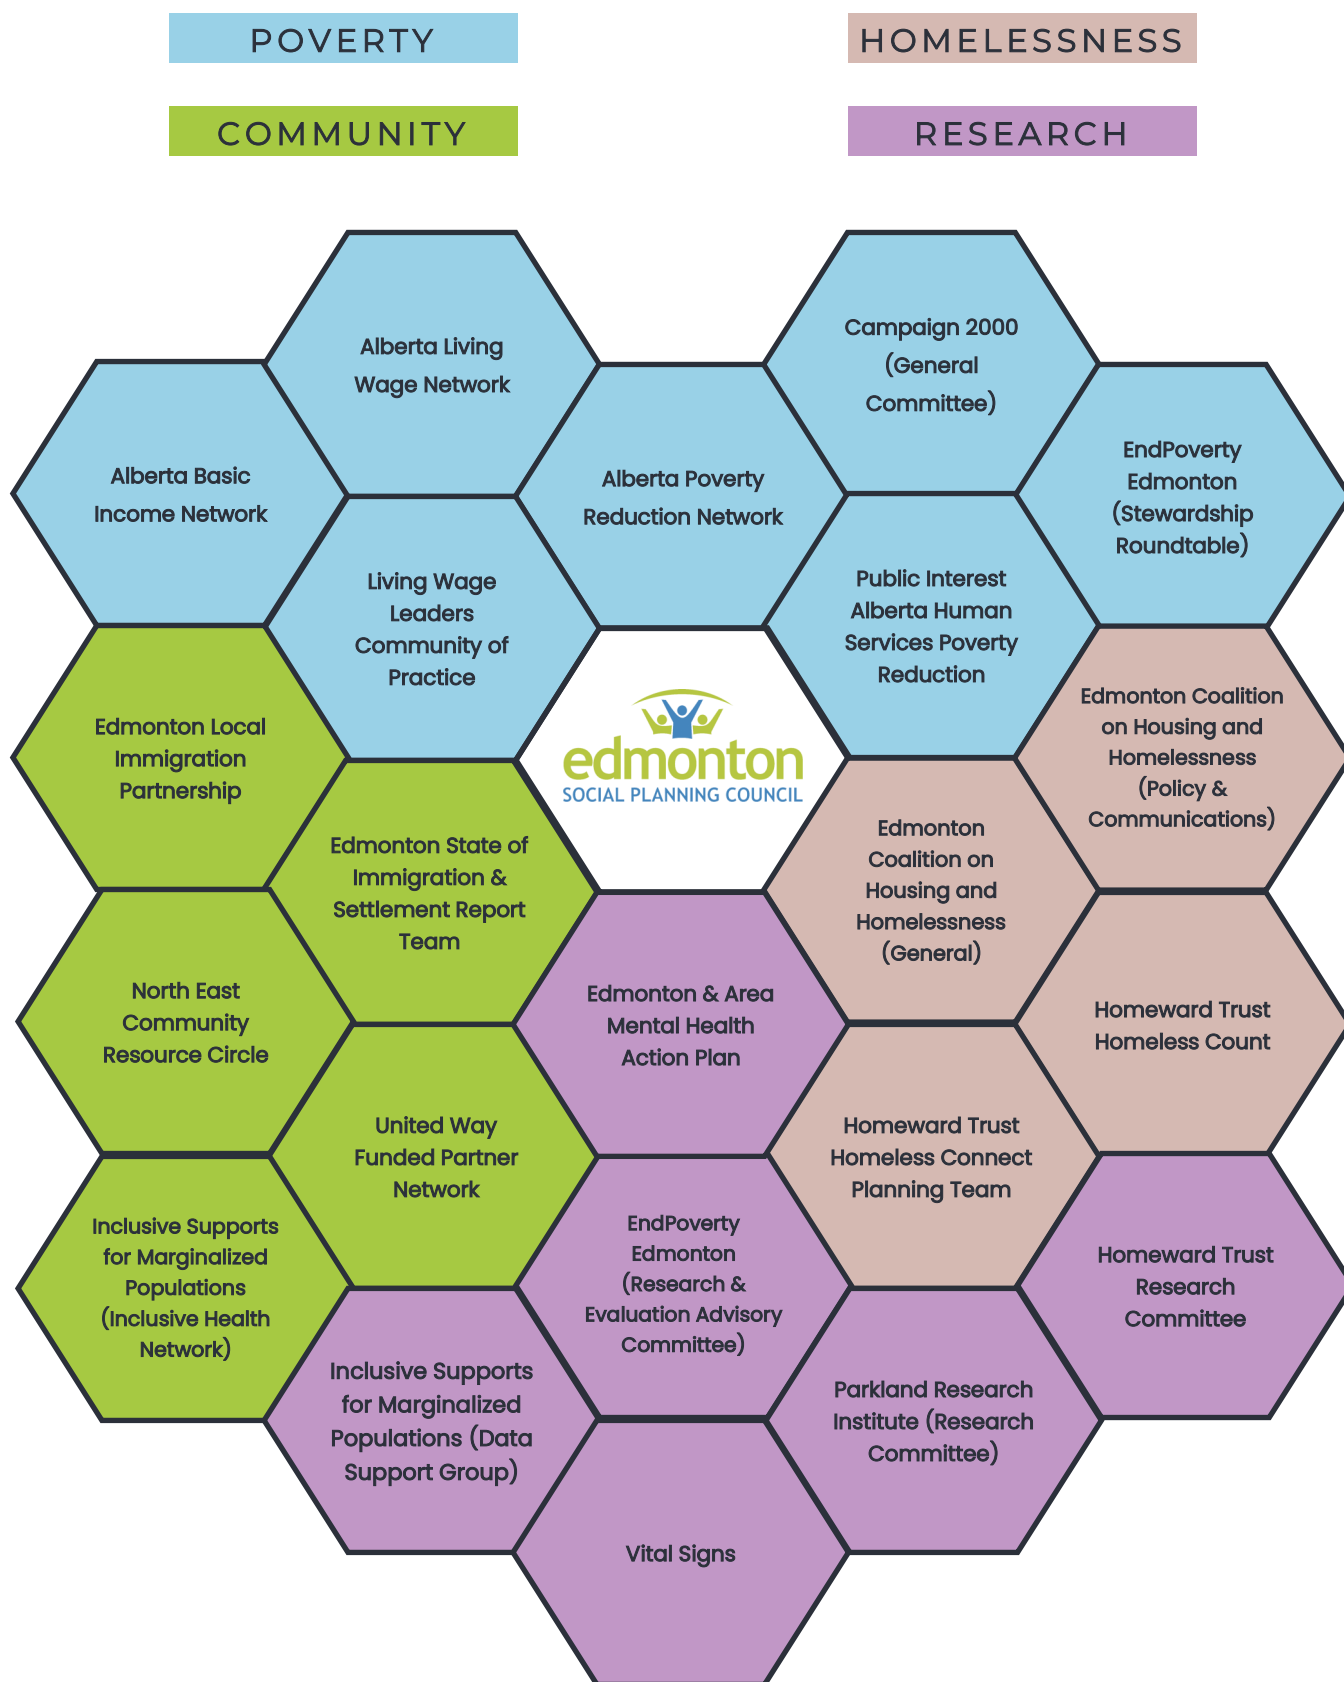 POVERTY
HOMELESSNESS
COMMUNITY
RESEARCH
Alberta Living
Wage Network
Campaign 2000
(General
Committee)
Alberta Basic
Income Network
Alberta Poverty
Reduction Network
EndPoverty
Edmonton
(Stewardship
Roundtable)
Living Wage
Leaders
Community of
Practice
Public Interest
Alberta Human
Services Poverty
Reduction
Edmonton Local
Immigration
Partnership
edmonton
SOCIAL PLANNING COUNCIL
Edmonton Coalition
on Housing and
Homelessness
(Policy &
Communications)
Edmonton State of
Immigration &
Settlement Report
Team
Edmonton
Coalition on
Housing and
Homelessness
(General)
North East
Community
Resource Circle
Edmonton & Area
Mental Health
Action Plan
Homeward Trust
Homeless Count
United Way
Funded Partner
Network
Homeward Trust
Homeless Connect
Planning Team
Inclusive Supports
for Marginalized
Populations
(Inclusive Health
Network)
EndPoverty
Edmonton
(Research &
Evaluation Advisory
Committee)
Homeward Trust
Research
Committee
Inclusive Supports
for Marginalized
Populations (Data
Support Group)
Parkland Research
Institute (Research
Committee)
Vital Signs